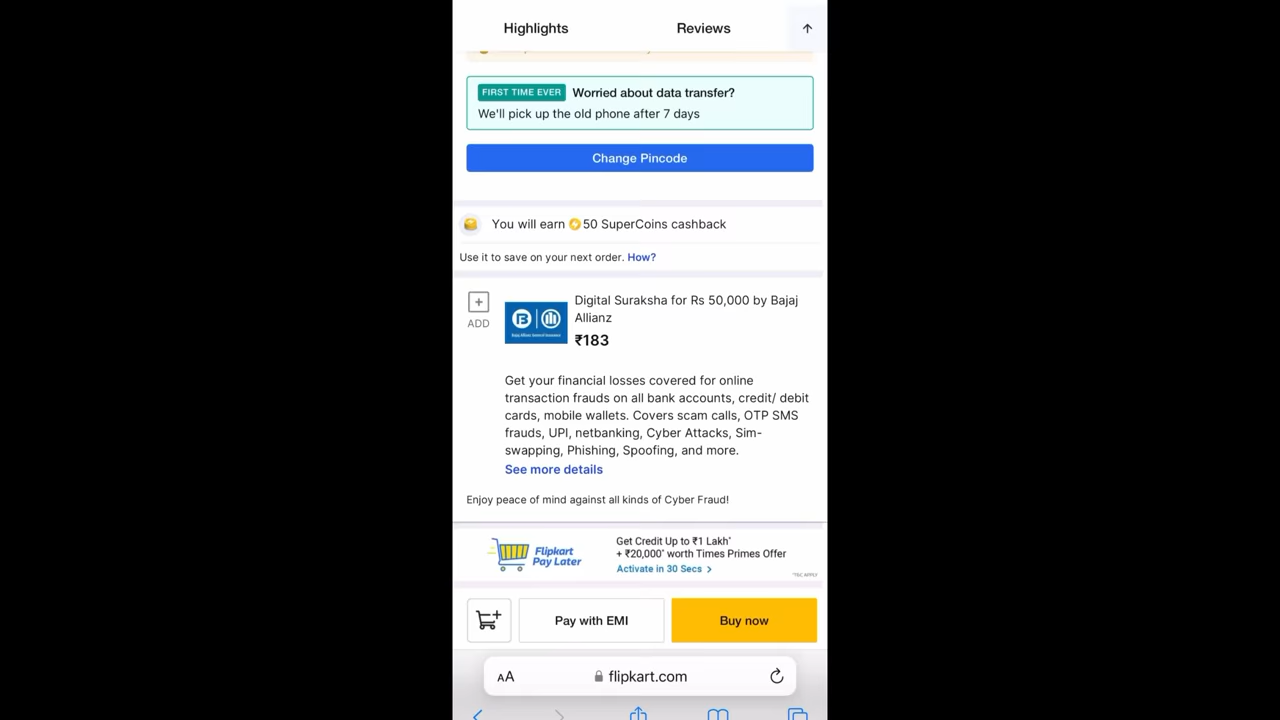 Highlights Reviews
FIRST TIME EVER Worried about data transfer?
We'll pick up the old phone after 7 days
Change Pincode
You will earn 50 SuperCoins cashback
Use it to save on your next order. How?
ADD
Digital Suraksha for Rs 50,000 by Bajaj
Allianz
₹183
Bajaj Allianz General Insurance
Get your financial losses covered for online
transaction frauds on all bank accounts, credit/ debit
cards, mobile wallets. Covers scam calls, OTP SMS
frauds, UPI, netbanking, Cyber Attacks, Sim-
swapping, Phishing, Spoofing, and more.
See more details
Enjoy peace of mind against all kinds of Cyber Fraud!
Flipkart
Pay Later
Get Credit Up to ₹1 Lakh*
+ ₹20,000* worth Times Primes Offer
Activate in 30 Secs >
*T&C APPLY
Pay with EMI
Buy now
AA flipkart.com